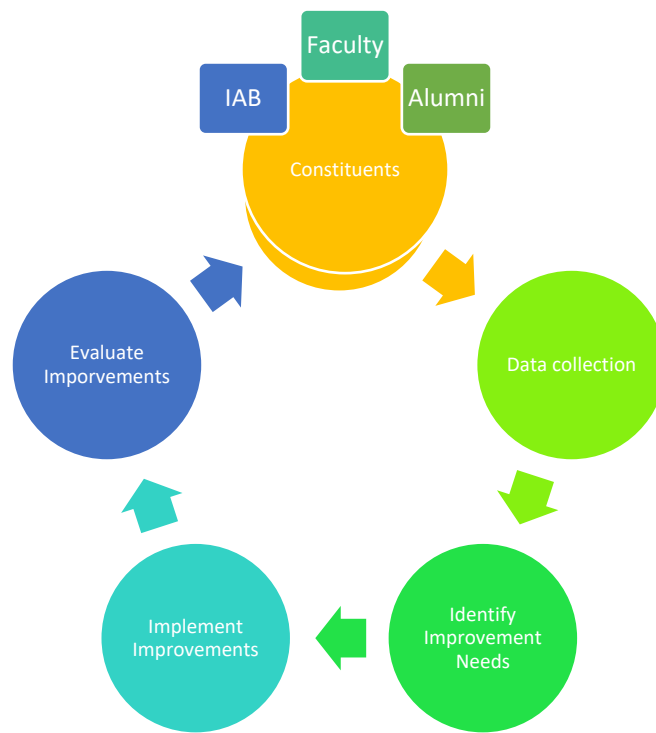 Faculty
IAB
Alumni
Constituents
Data collection
Identify
Improvement
Needs
Implement
Improvements
Evaluate
Imporvements